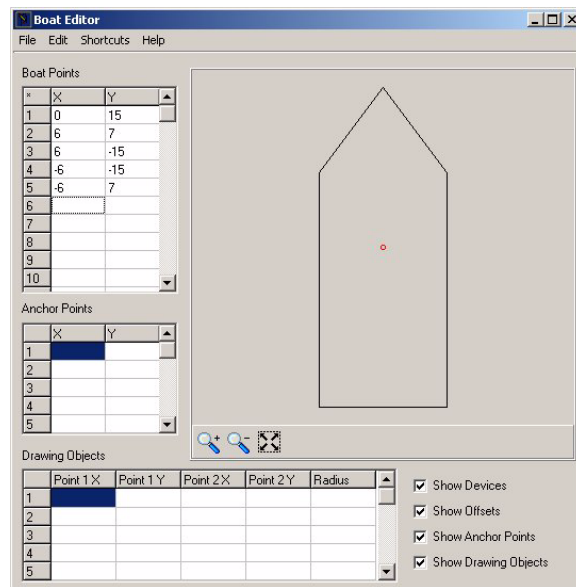 Boat Editor
File Edit Shortcuts Help
Boat Points
* X Y
1 0 15
2 6 7
3 6 -15
4 -6 -15
5 -6 7
6
7
8
9
10
Anchor Points
X Y
1
2
3
4
5
Drawing Objects
Point 1 X Point 1 Y Point 2 X Point 2 Y Radius
1
2
3
4
5
Show Devices
Show Offsets
Show Anchor Points
Show Drawing Objects